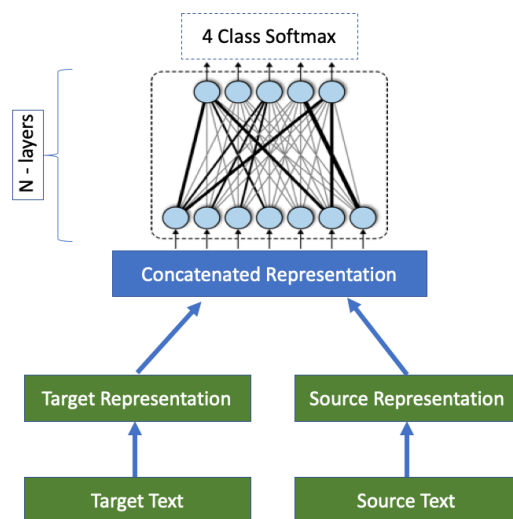 4 Class Softmax
N - layers
Concatenated Representation
Target Representation
Source Representation
Target Text
Source Text